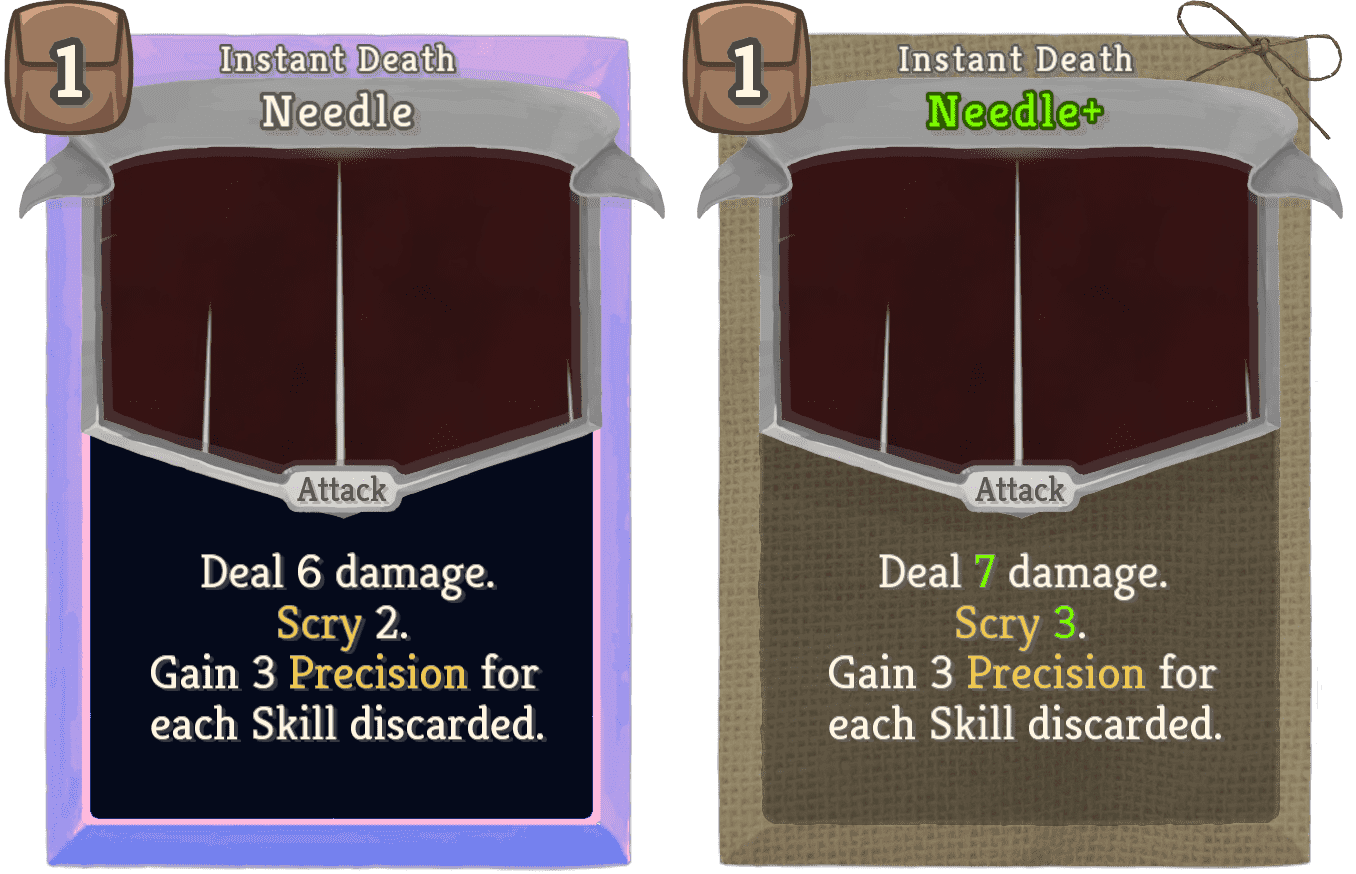 1
Instant Death
Needle
Attack
Deal 6 damage.
Scry 2.
Gain 3 Precision for
each Skill discarded.
1
Instant Death
Needle+
Attack
Deal 7 damage.
Scry 3.
Gain 3 Precision for
each Skill discarded.